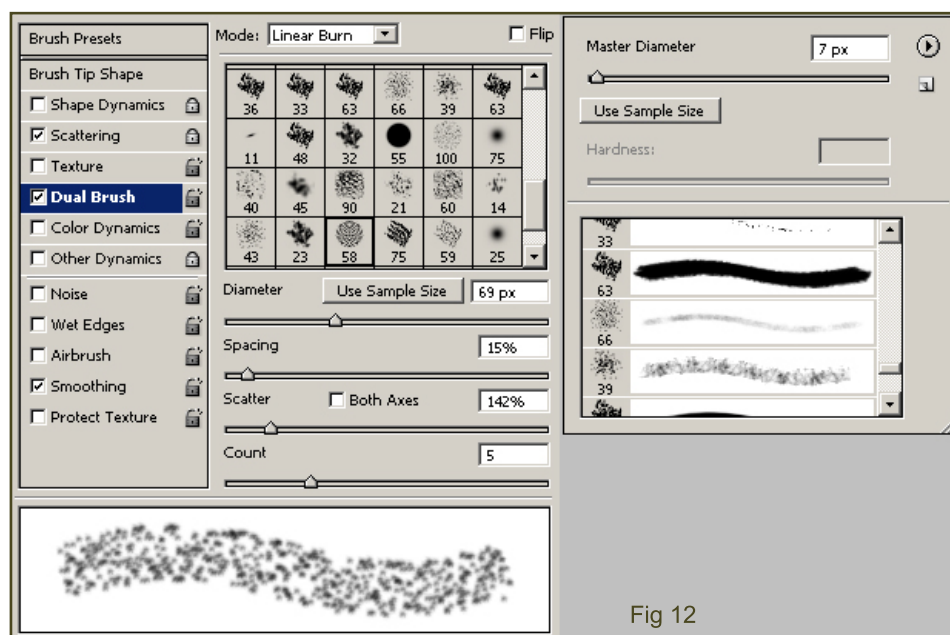 Brush Presets
Brush Tip Shape
Shape Dynamics
Scattering
Texture
Dual Brush
Color Dynamics
Other Dynamics
Noise
Wet Edges
Airbrush
Smoothing
Protect Texture
Mode: Linear Burn Flip
36 33 63 66 39 63
11 48 32 55 100 75
40 45 90 21 60 14
43 23 58 75 59 25
Diameter Use Sample Size 69 px
Spacing 15%
Scatter Both Axes 142%
Count 5
Master Diameter 7 px
Use Sample Size
Hardness:
33
63
66
39
Fig 12